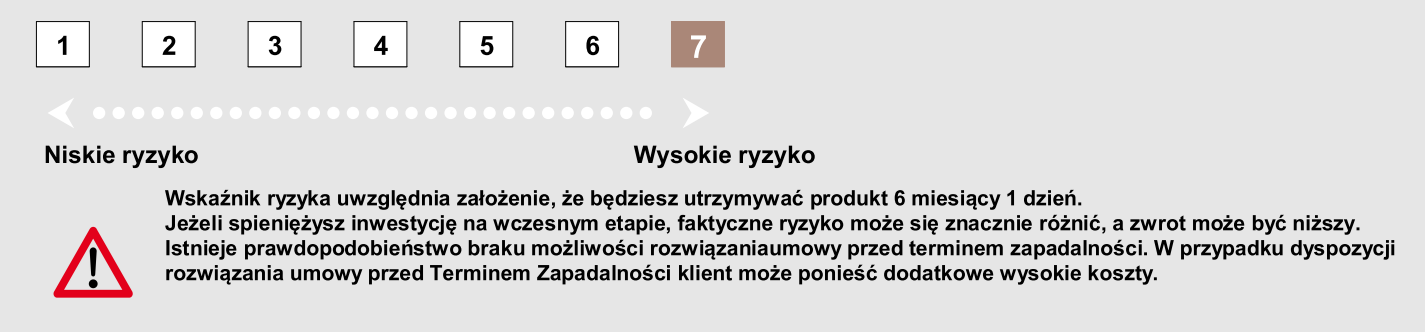 1 2 3 4 5 6 7
Niskie ryzyko Wysokie ryzyko
Wskaźnik ryzyka uwzględnia założenie, że będziesz utrzymywać produkt 6 miesięcy 1 dzień.
Jeżeli spieniężysz inwestycję na wczesnym etapie, faktyczne ryzyko może się znacznie różnić, a zwrot może być niższy.
Istnieje prawdopodobieństwo braku możliwości rozwiązaniaumowy przed terminem zapadalności. W przypadku dyspozycji
rozwiązania umowy przed Terminem Zapadalności klient może ponieść dodatkowe wysokie koszty.